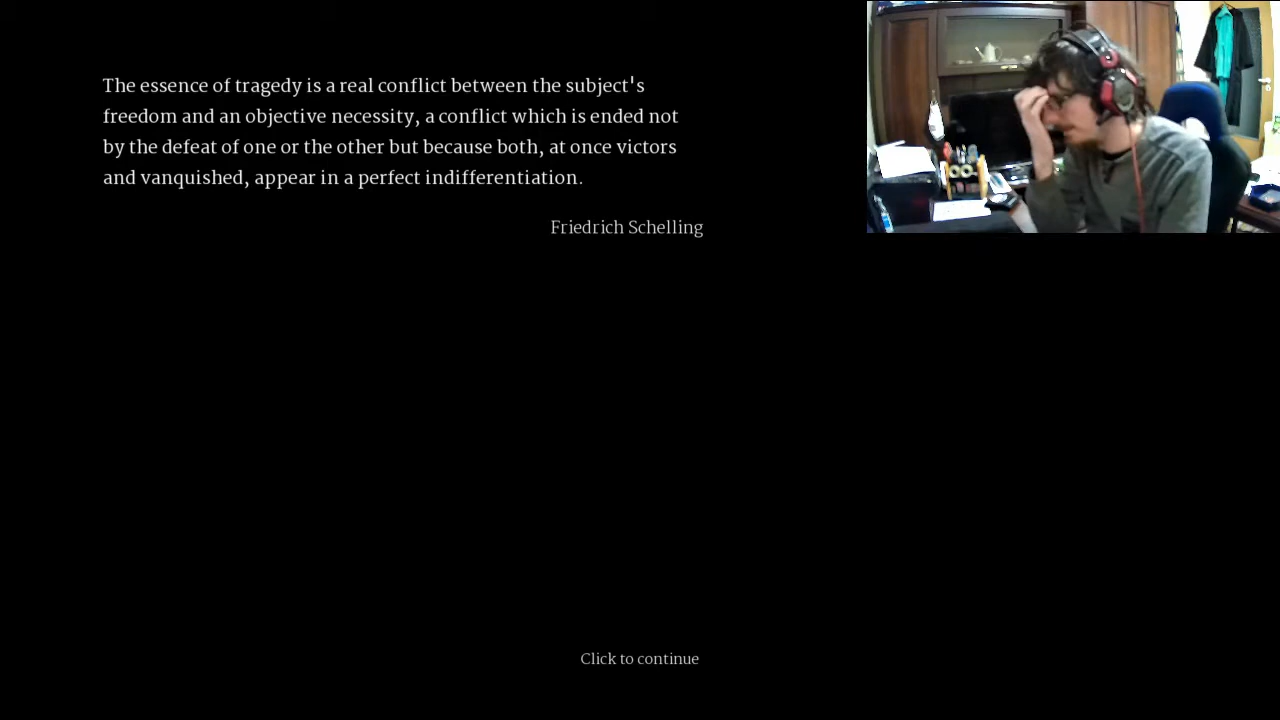 The essence of tragedy is a real conflict between the subject's
freedom and an objective necessity, a conflict which is ended not
by the defeat of one or the other but because both, at once victors
and vanquished, appear in a perfect indifferentiation.
Friedrich Schelling
Click to continue